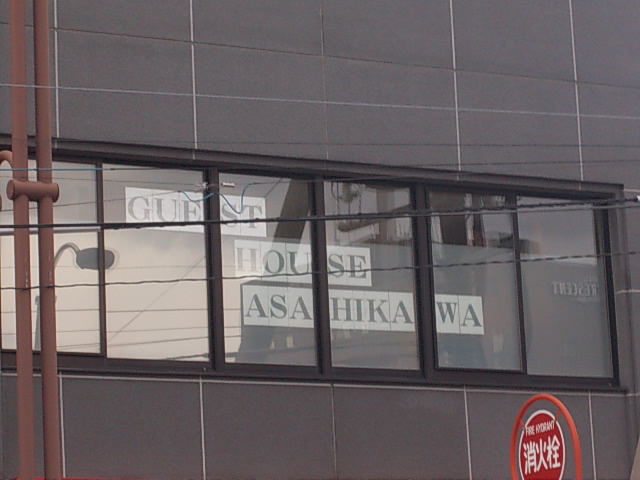 GUEST
HOUSE
ASAHIKAWA
FIRE HYDRANT
消火栓